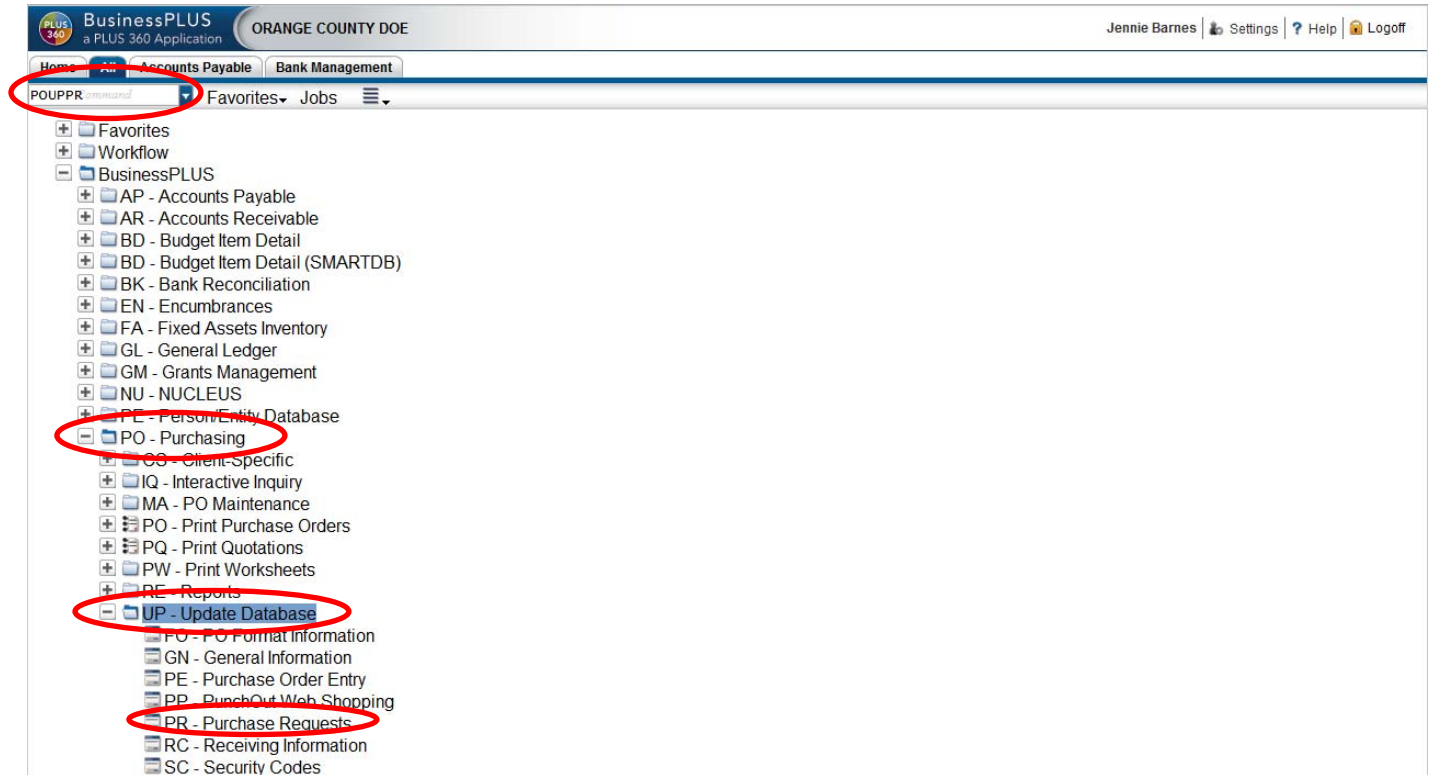 PLUS 360 BusinessPLUS a PLUS 360 Application ORANGE COUNTY DOE Jennie Barnes Settings ? Help Logoff
Home All Accounts Payable Bank Management
POUPPR Command Favorites Jobs
Favorites
Workflow
BusinessPLUS
AP - Accounts Payable
AR - Accounts Receivable
BD - Budget Item Detail
BD - Budget Item Detail (SMARTDB)
BK - Bank Reconciliation
EN - Encumbrances
FA - Fixed Assets Inventory
GL - General Ledger
GM - Grants Management
NU - NUCLEUS
PE - Person/Entity Database
PO - Purchasing
CS - Client-Specific
IQ - Interactive Inquiry
MA - PO Maintenance
PO - Print Purchase Orders
PQ - Print Quotations
PW - Print Worksheets
RE - Reports
UP - Update Database
FO - PO Format Information
GN - General Information
PE - Purchase Order Entry
PP - PunchOut Web Shopping
PR - Purchase Requests
RC - Receiving Information
SC - Security Codes